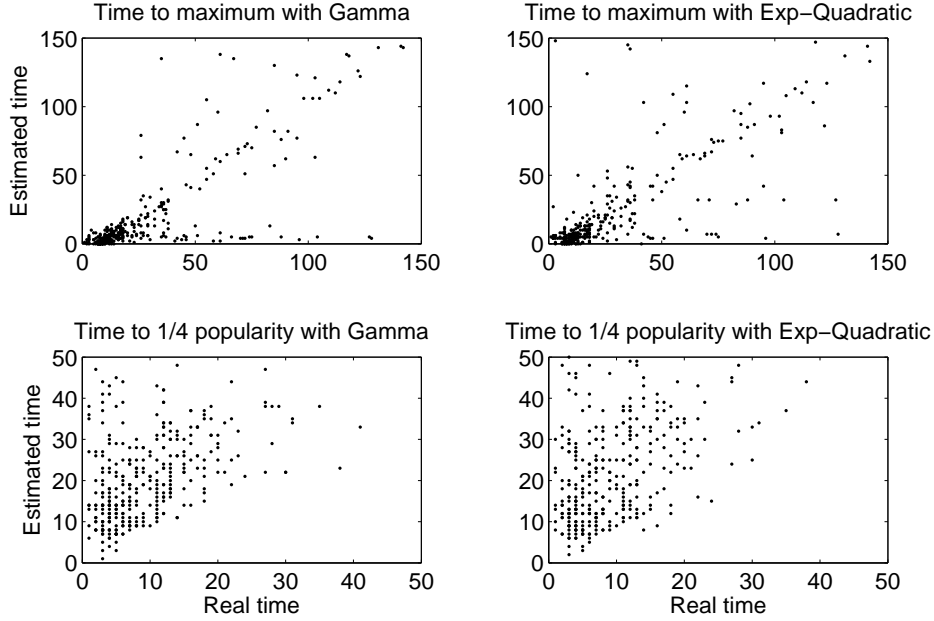 Time to maximum with Gamma
Time to maximum with Exp−Quadratic
Estimated time
150
100
50
0
0 50 100 150
150
100
50
0
0 50 100 150
Time to 1/4 popularity with Gamma
Time to 1/4 popularity with Exp−Quadratic
Estimated time
50
40
30
20
10
0
0 10 20 30 40 50
Real time
50
40
30
20
10
0
0 10 20 30 40 50
Real time